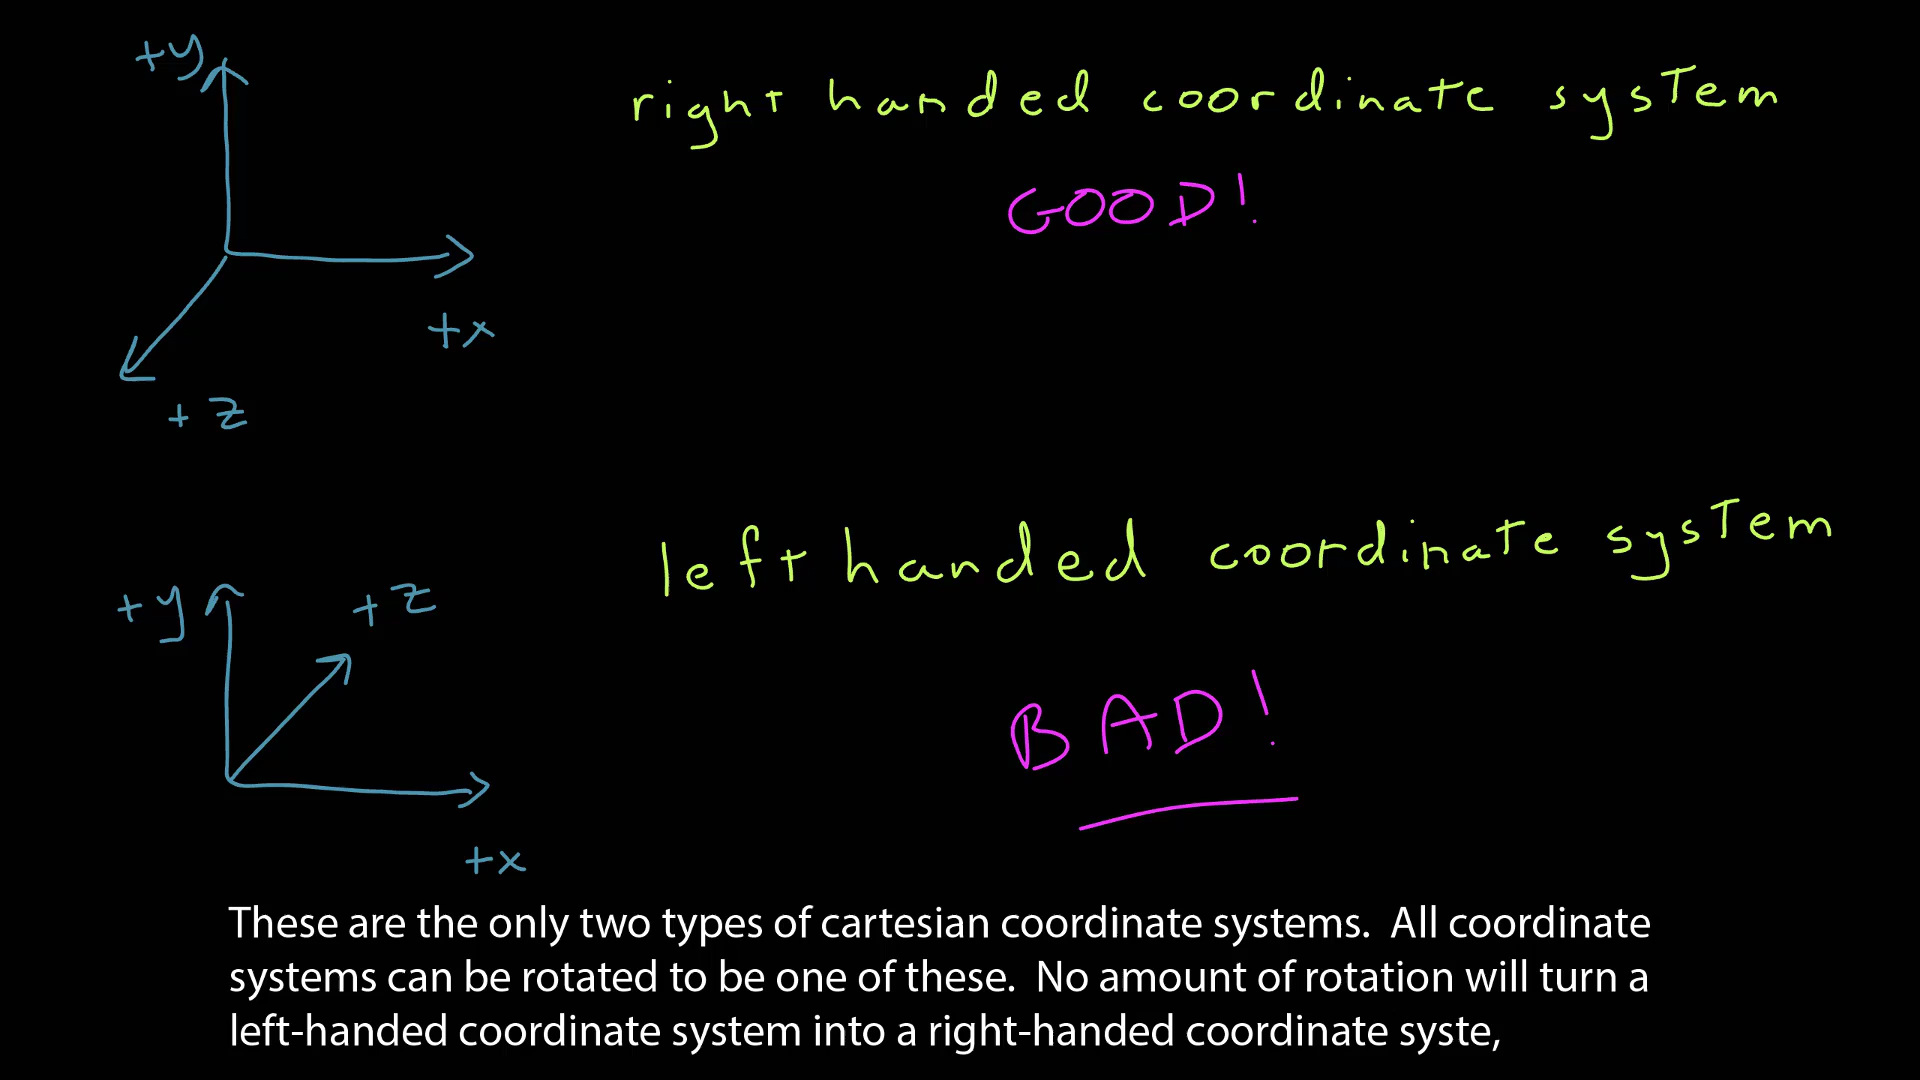 +y
right handed coordinate system
GOOD!
+x
+z
left handed coordinate system
+y
+z
BAD!
+x
These are the only two types of cartesian coordinate systems.  All coordinate
systems can be rotated to be one of these.  No amount of rotation will turn a
left-handed coordinate system into a right-handed coordinate syste,